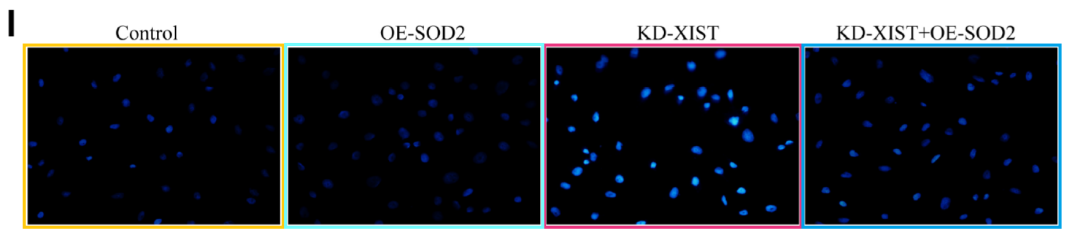 I
Control OE-SOD2 KD-XIST KD-XIST+OE-SOD2